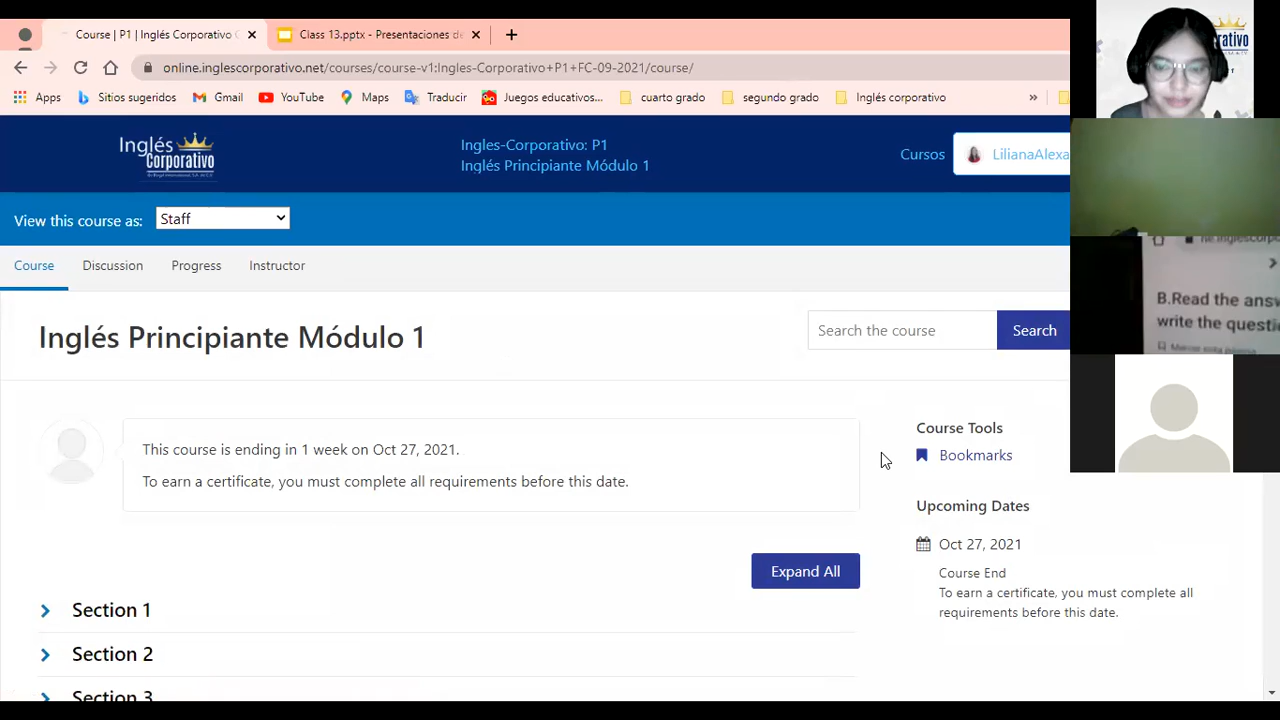 Course | P1 | Inglés Corporativo
Class 13.pptx - Presentaciones de
online.inglescorporativo.net/courses/course-v1:Ingles-Corporativo+P1+FC-09-2021/course/
Apps
Sitios sugeridos
Gmail
YouTube
Maps
Traducir
Juegos educativos...
cuarto grado
segundo grado
Inglés corporativo
»
Inglés
Corporativo
Ingles-Corporativo: P1
Inglés Principiante Módulo 1
Cursos
LilianaAlexa
View this course as:
Staff
Course
Discussion
Progress
Instructor
Inglés Principiante Módulo 1
Search the course
Search
This course is ending in 1 week on Oct 27, 2021.
To earn a certificate, you must complete all requirements before this date.
Expand All
Section 1
Section 2
Section 3
Course Tools
Bookmarks
Upcoming Dates
Oct 27, 2021
Course End
To earn a certificate, you must complete all
requirements before this date.
B.Read the answ
write the questi